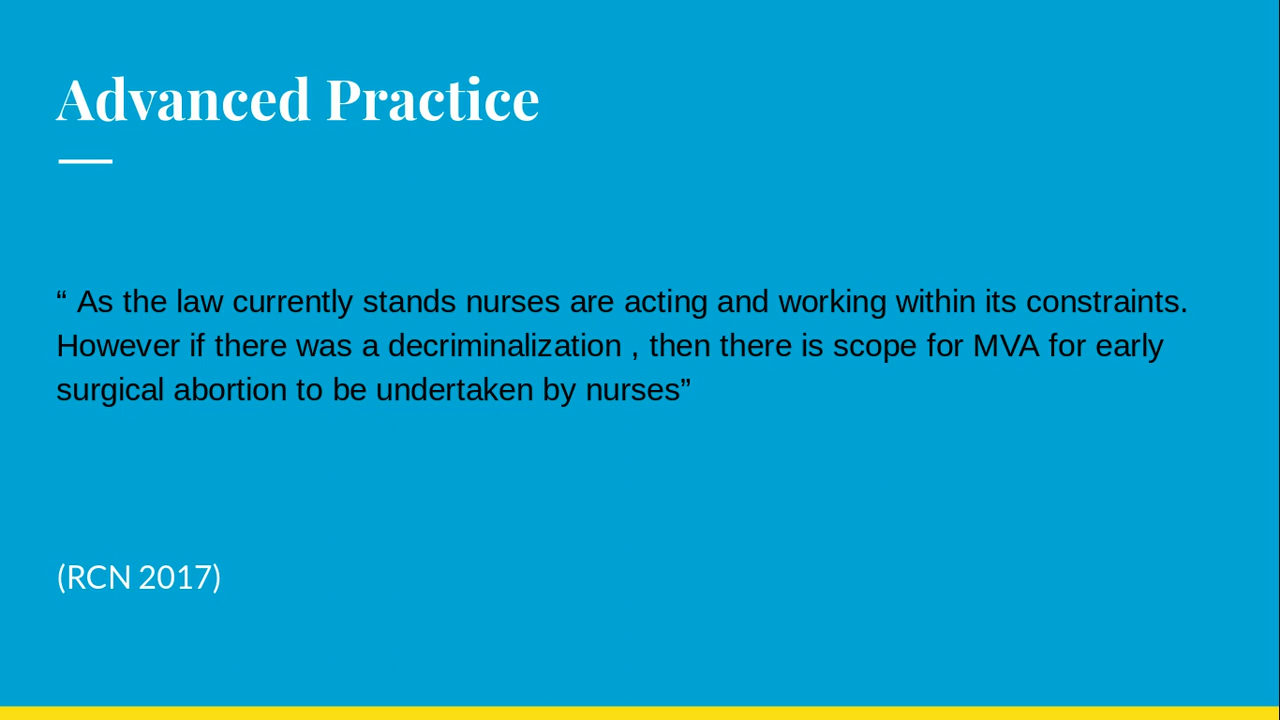 Advanced Practice
“ As the law currently stands nurses are acting and working within its constraints.
However if there was a decriminalization , then there is scope for MVA for early
surgical abortion to be undertaken by nurses”
(RCN 2017)